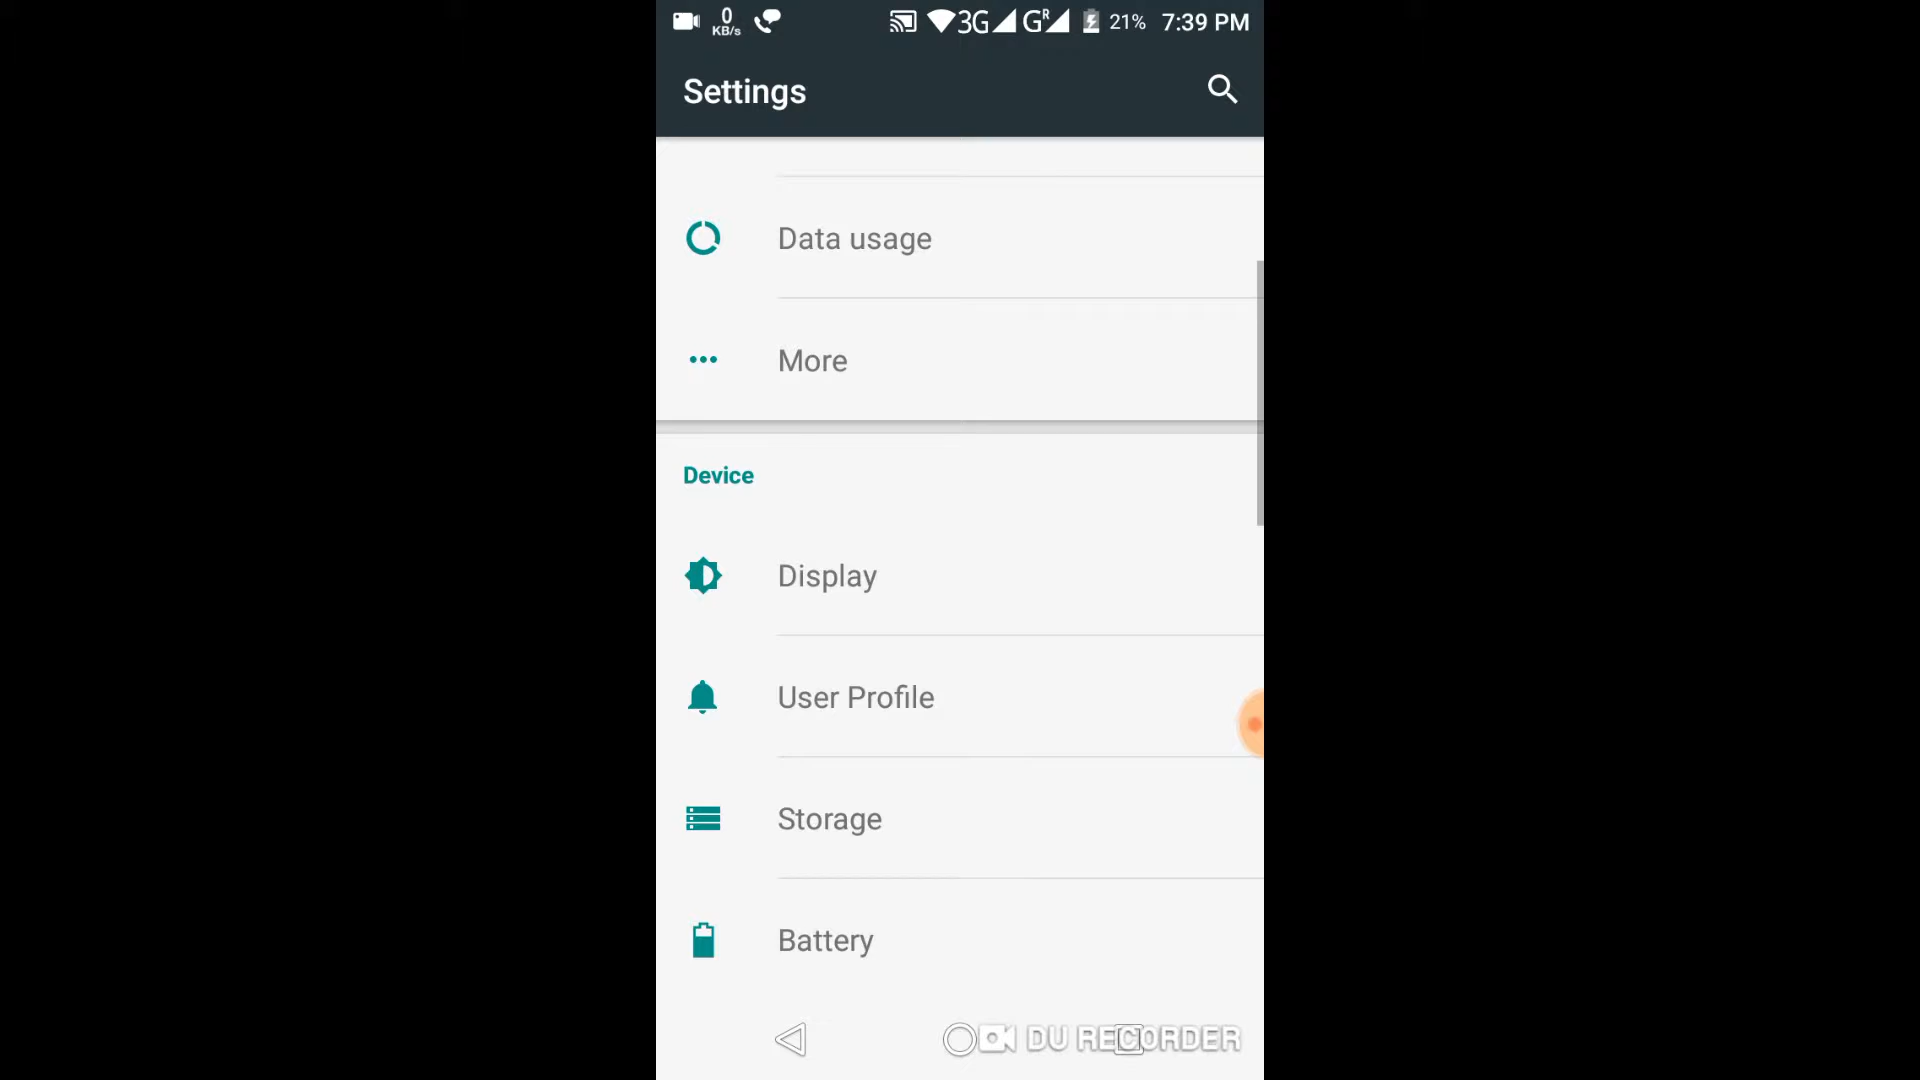 0 KB/s 3G G R 21% 7:39 PM
Settings
Data usage
More
Device
Display
User Profile
Storage
Battery
DU RECORDER